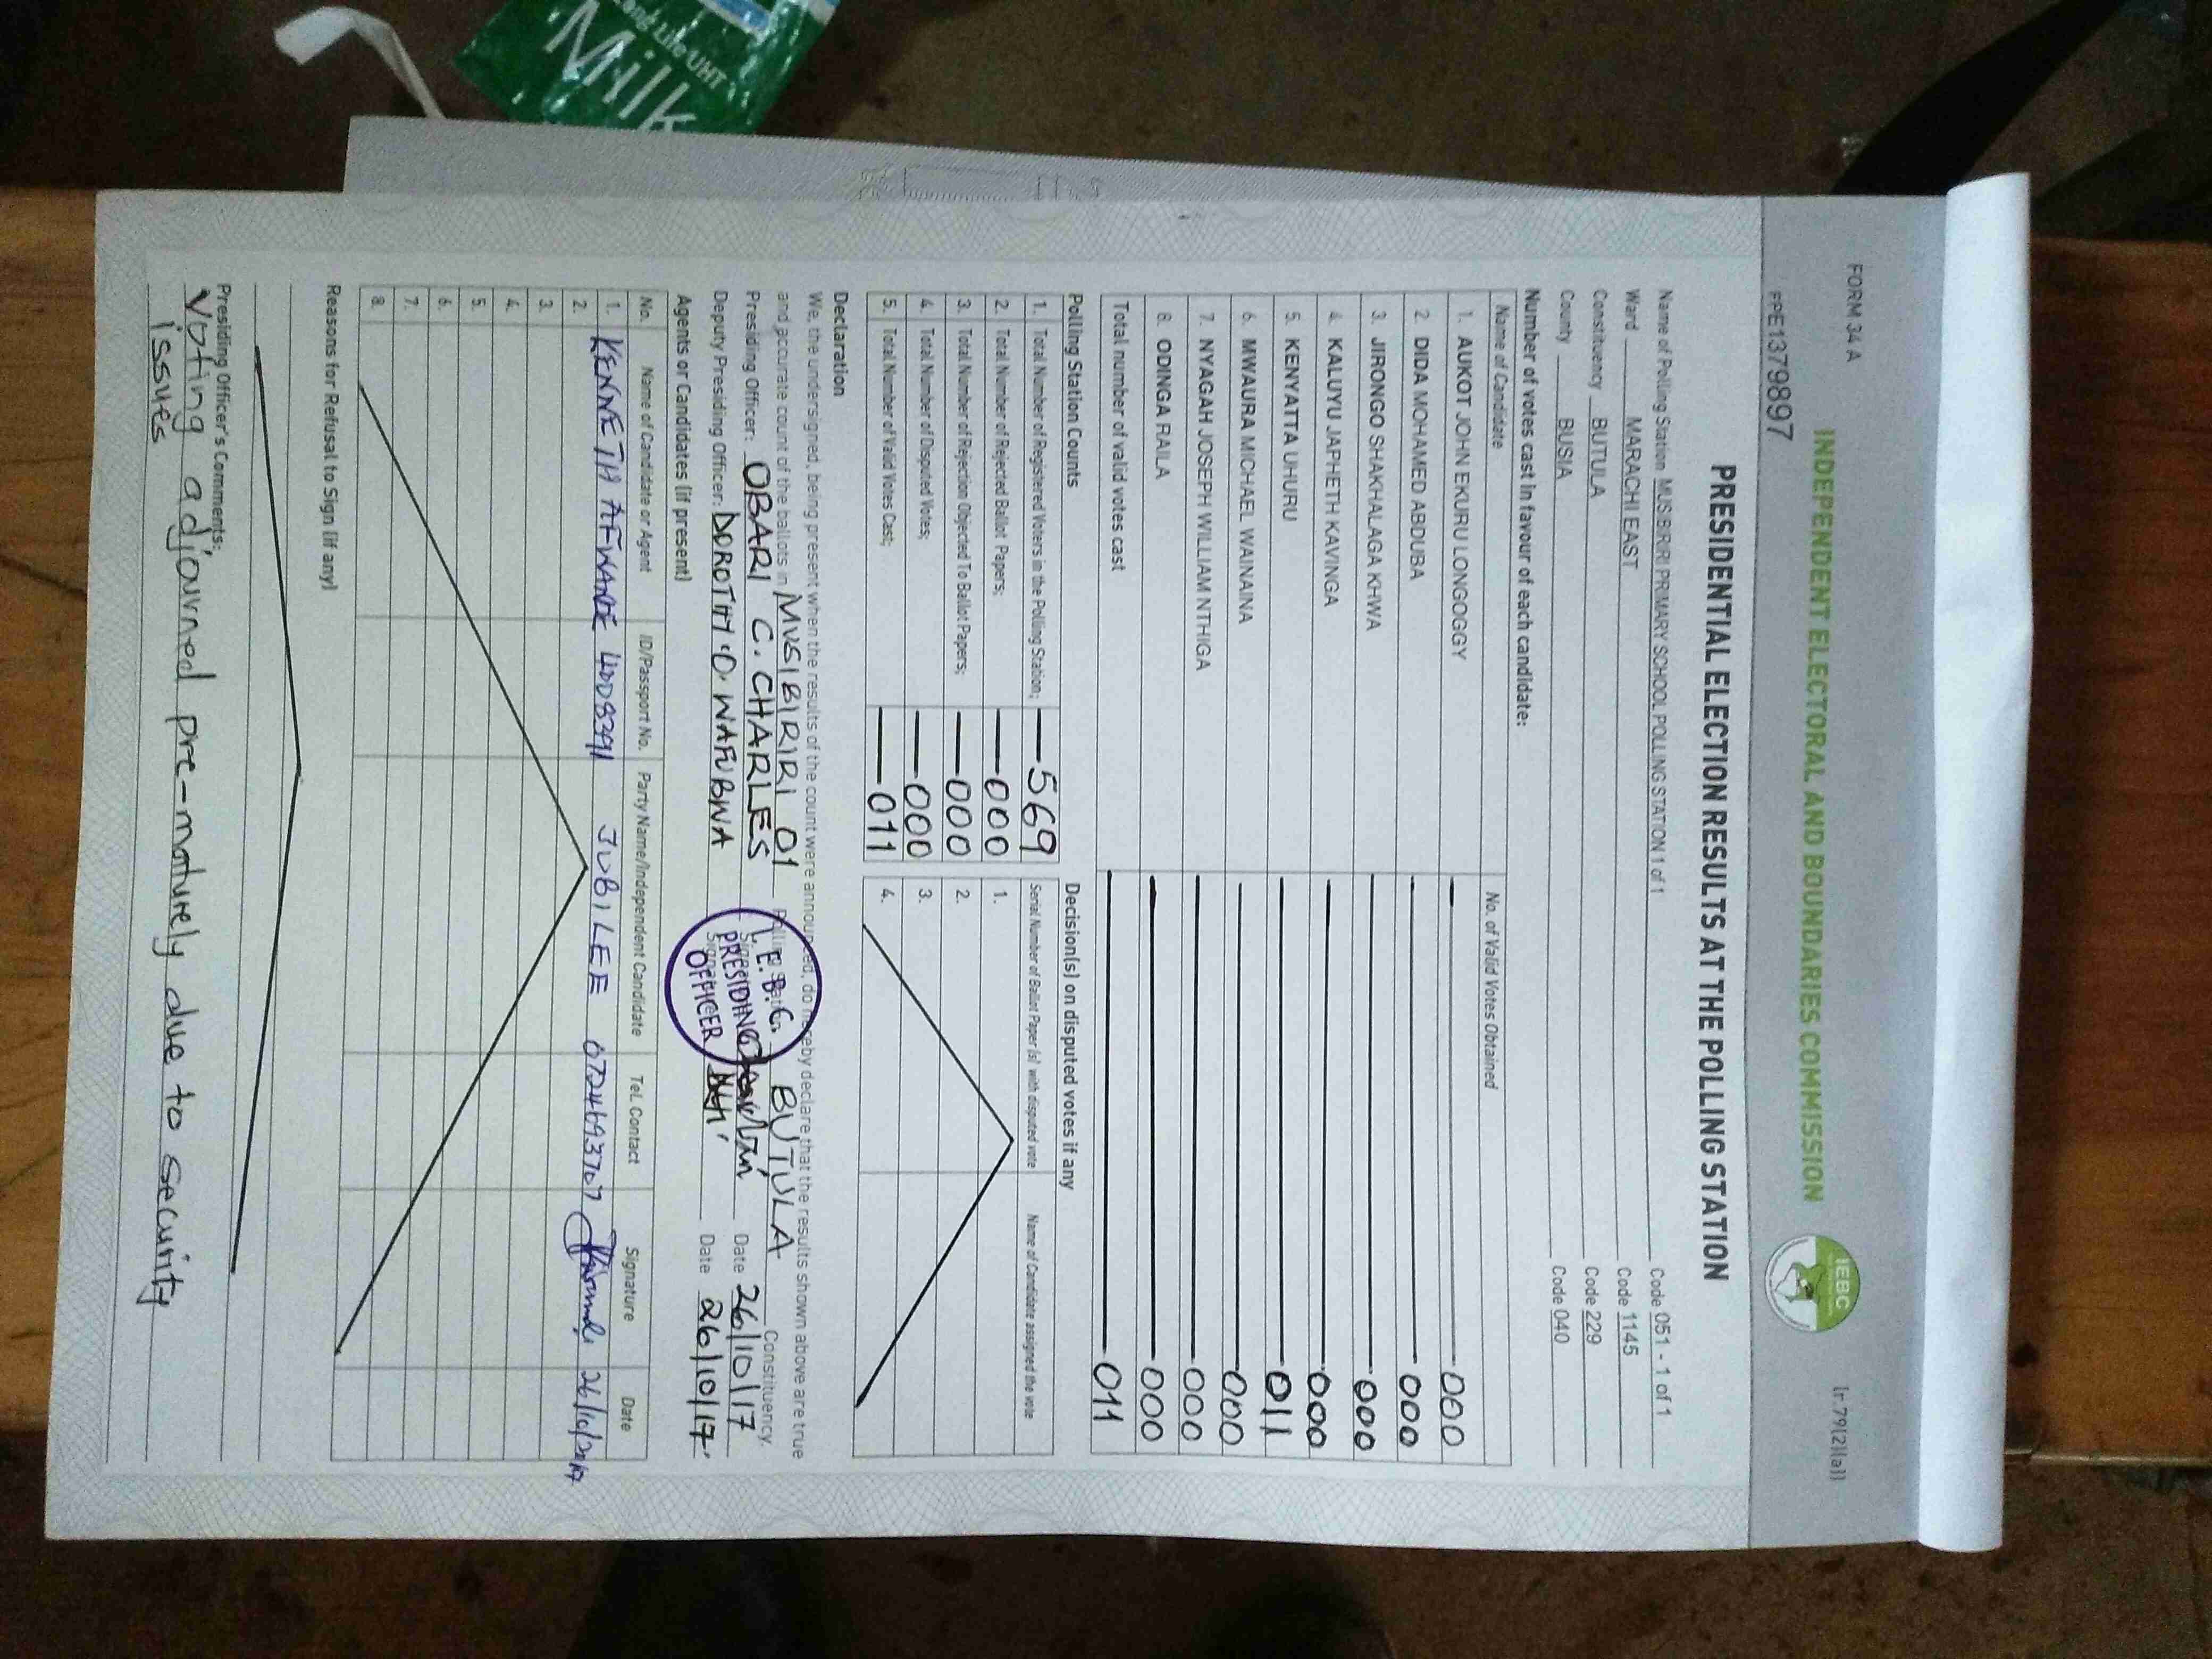 and Life UHT
Milk
FORM 34 A
[r.79(2)(a)]
INDEPENDENT ELECTORAL AND BOUNDARIES COMMISSION
IEBC
PPE1379897
PRESIDENTIAL ELECTION RESULTS AT THE POLLING STATION
Name of Polling Station MUSIBIRIRI PRIMARY SCHOOL POLLING STATION 1 of 1 Code 051 - 1 of 1
Ward MARACHI EAST Code 1145
Constituency BUTULA Code 229
County BUSIA Code 040
Number of votes cast in favour of each candidate:
Name of Candidate No. of Valid Votes Obtained
1. AUKOT JOHN EKURU LONGOGGY 000
2. DIDA MOHAMED ABDUBA 000
3. JIRONGO SHAKHALAGA KHWA 000
4. KALUYU JAPHETH KAVINGA 000
5. KENYATTA UHURU 011
6. MWAURA MICHAEL WAINAINA 000
7. NYAGAH JOSEPH WILLIAM NTHIGA 000
8. ODINGA RAILA 000
Total number of valid votes cast 011
Polling Station Counts
1. Total Number of Registered Voters in the Polling Station; 569
2. Total Number of Rejected Ballot Papers; 000
3. Total Number of Rejection Objected To Ballot Papers; 000
4. Total Number of Disputed Votes; 000
5. Total Number of Valid Votes Cast; 011
Decision(s) on disputed votes if any
Serial Number of Ballot Paper (s) with disputed vote Name of Candidate assigned the vote
1.
2.
3.
4.
Declaration
We, the undersigned, being present when the results of the count were announced, do hereby declare that the results shown above are true
and accurate count of the ballots in MUSIBIRIRI 01 Polling Station BUTULA Constituency.
Presiding Officer: OBARI C. CHARLES Signature Date 26/10/17
Deputy Presiding Officer: DOROTHY O. WAFUBWA Signature Date 26/10/17
I.E.B.C.
PRESIDING
OFFICER
Agents or Candidates (if present)
No. Name of Candidate or Agent ID/Passport No. Party Name/Independent Candidate Tel. Contact Signature Date
1. KENNETH AFWANDE JUBILEE 26/10/2017
2.
3.
4.
5.
6.
7.
8.
Reasons for Refusal to Sign (if any)
Presiding Officer's Comments:
Voting adjourned pre-maturely due to security
issues